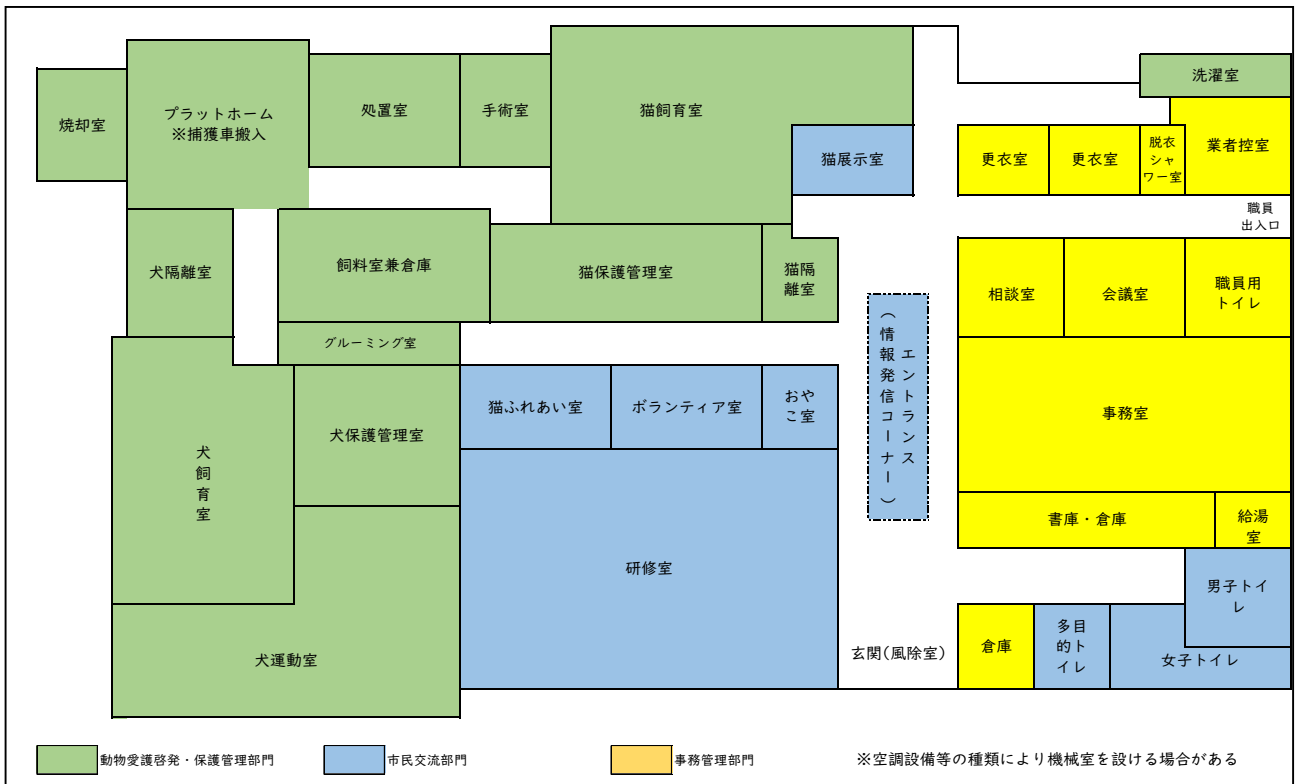 焼却室
プラットホーム
※捕獲車搬入
処置室
手術室
猫飼育室
猫展示室
洗濯室
更衣室
更衣室
脱衣
シャ
ワー室
業者控室
職員
出入口
犬隔離室
飼料室兼倉庫
猫保護管理室
猫隔
離室
相談室
会議室
職員用
トイレ
グルーミング室
エントランス
（情報発信コーナー）
猫ふれあい室
ボランティア室
おや
こ室
事務室
犬飼育室
犬保護管理室
書庫・倉庫
給湯
室
研修室
男子トイ
レ
犬運動室
玄関(風除室)
倉庫
多目
的ト
イレ
女子トイレ
動物愛護啓発・保護管理部門
市民交流部門
事務管理部門
※空調設備等の種類により機械室を設ける場合がある